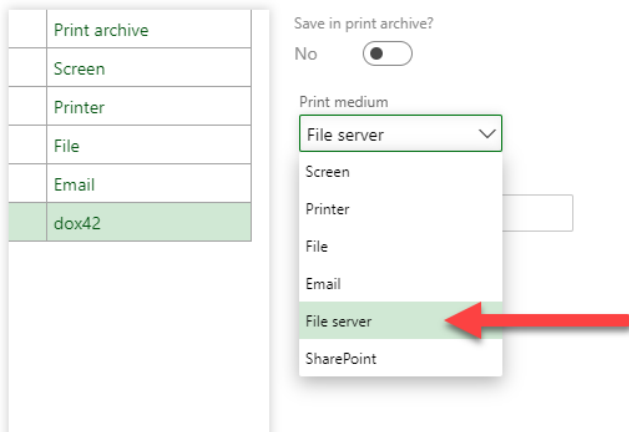 Print archive
Screen
Printer
File
Email
dox42
Save in print archive?
No
Print medium
File server
Screen
Printer
File
Email
File server
SharePoint